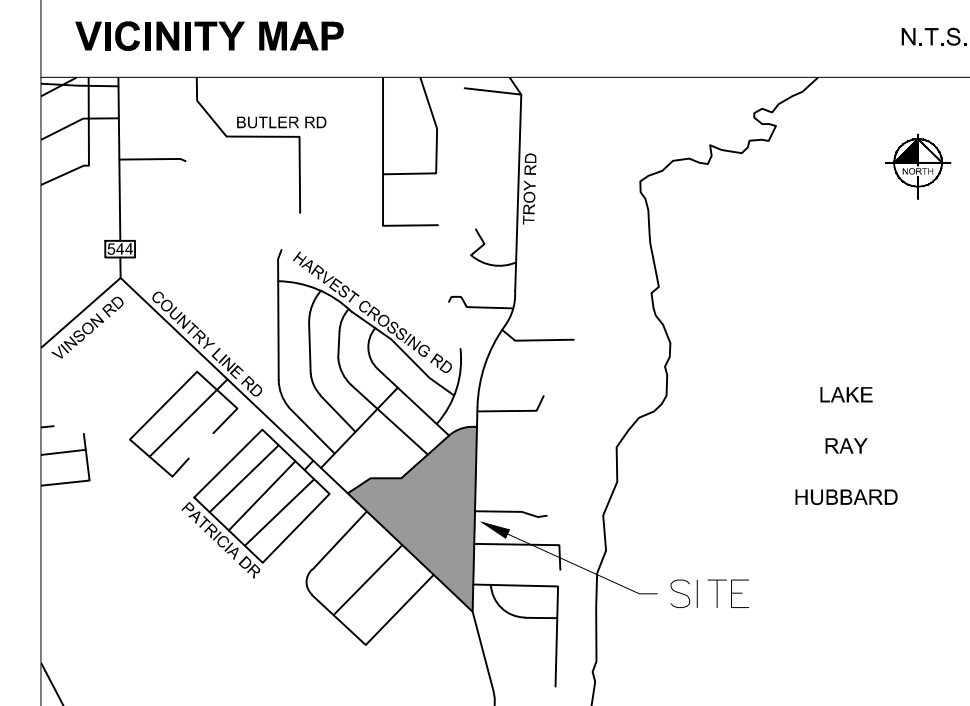 VICINITY MAP
N.T.S.
BUTLER RD
TROY RD
NORTH
544
HARVEST CROSSING RD
VINSON RD
COUNTRY LINE RD
LAKE
RAY
HUBBARD
PATRICIA DR
SITE